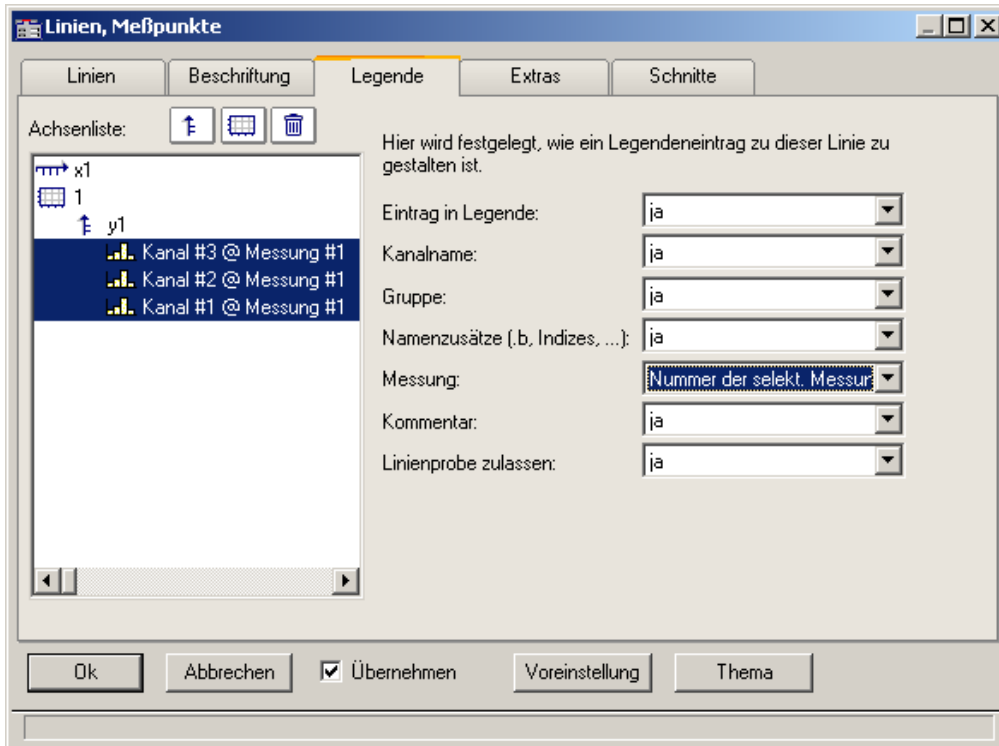 Linien, Meßpunkte
Linien
Beschriftung
Legende
Extras
Schnitte
Achsenliste:
x1
1
y1
Kanal #3 @ Messung #1
Kanal #2 @ Messung #1
Kanal #1 @ Messung #1
Hier wird festgelegt, wie ein Legendeneintrag zu dieser Linie zu
gestalten ist.
Eintrag in Legende: ja
Kanalname: ja
Gruppe: ja
Namenzusätze (.b, Indizes, ...): ja
Messung: Nummer der selekt. Messur
Kommentar: ja
Linienprobe zulassen: ja
Ok
Abbrechen
Übernehmen
Voreinstellung
Thema